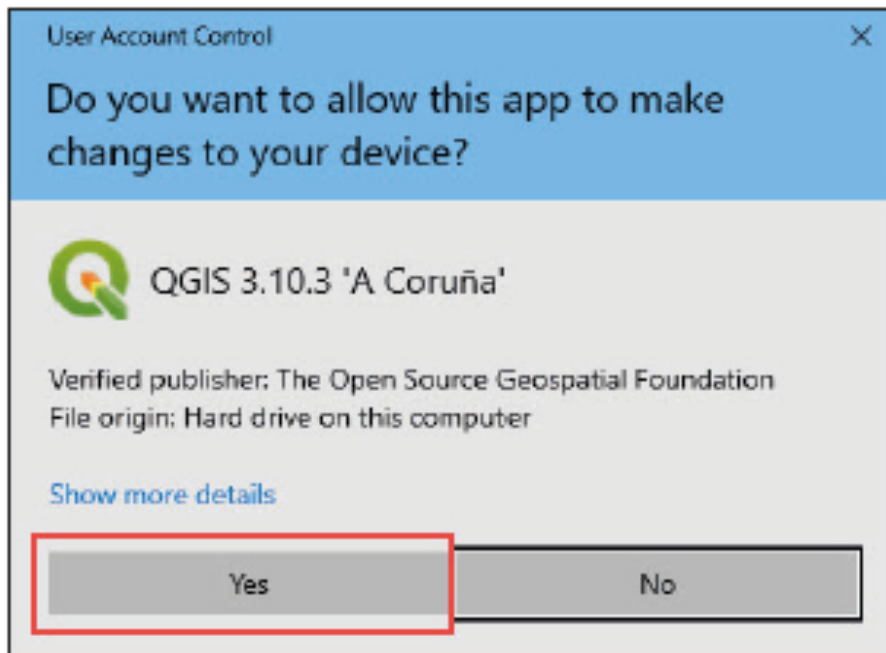 User Account Control
Do you want to allow this app to make
changes to your device?
QGIS 3.10.3 'A Coruña'
Verified publisher: The Open Source Geospatial Foundation
File origin: Hard drive on this computer
Show more details
Yes
No